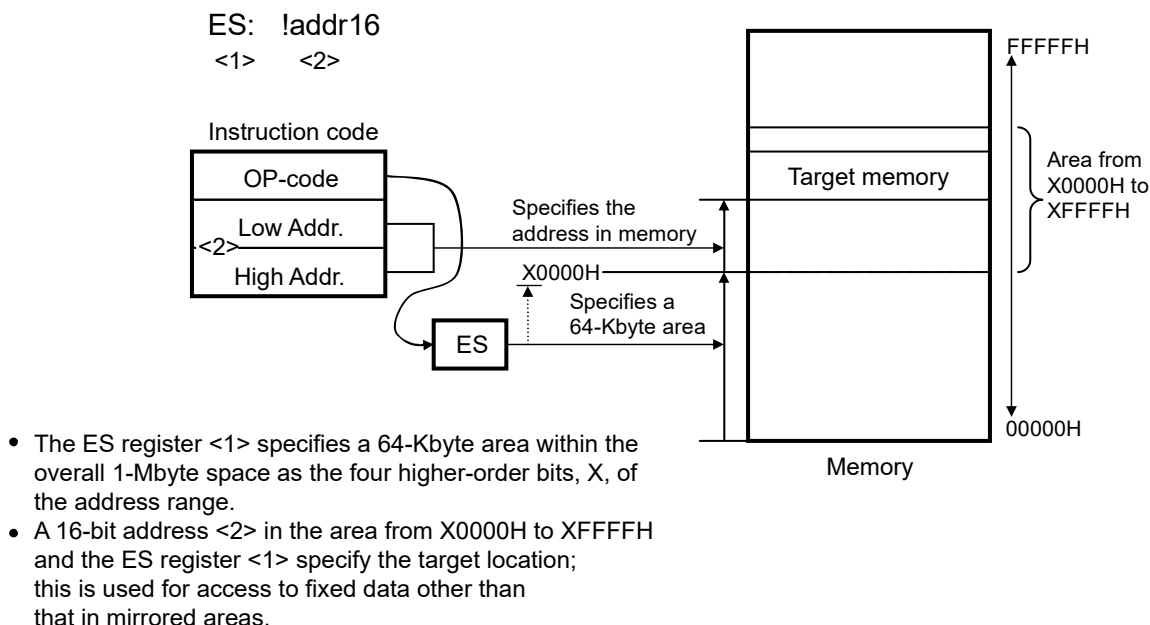 ES: !addr16
<1> <2>
Instruction code
OP-code
Low Addr.
<2>
High Addr.
Specifies the
address in memory
X0000H
Specifies a
64-Kbyte area
ES
FFFFFH
Target memory
Area from
X0000H to
XFFFFH
00000H
Memory
• The ES register <1> specifies a 64-Kbyte area within the
overall 1-Mbyte space as the four higher-order bits, X, of
the address range.
• A 16-bit address <2> in the area from X0000H to XFFFFH
and the ES register <1> specify the target location;
this is used for access to fixed data other than
that in mirrored areas.